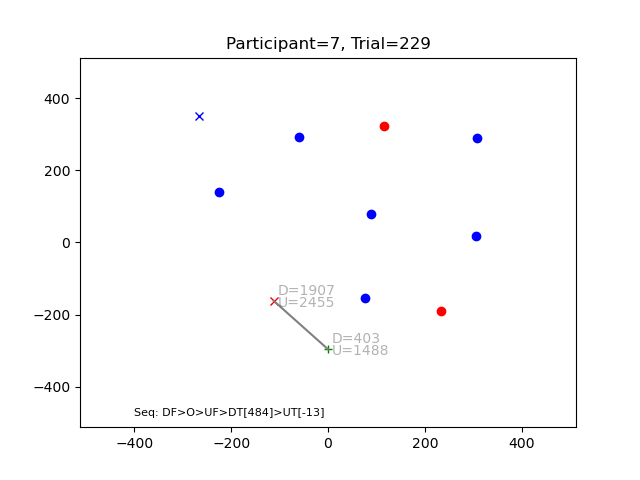 Participant=7, Trial=229
400
200
0
−200
−400
D=1907
U=2455
D=403
U=1488
Seq: DF>O>UF>DT[484]>UT[-13]
−400
−200
0
200
400